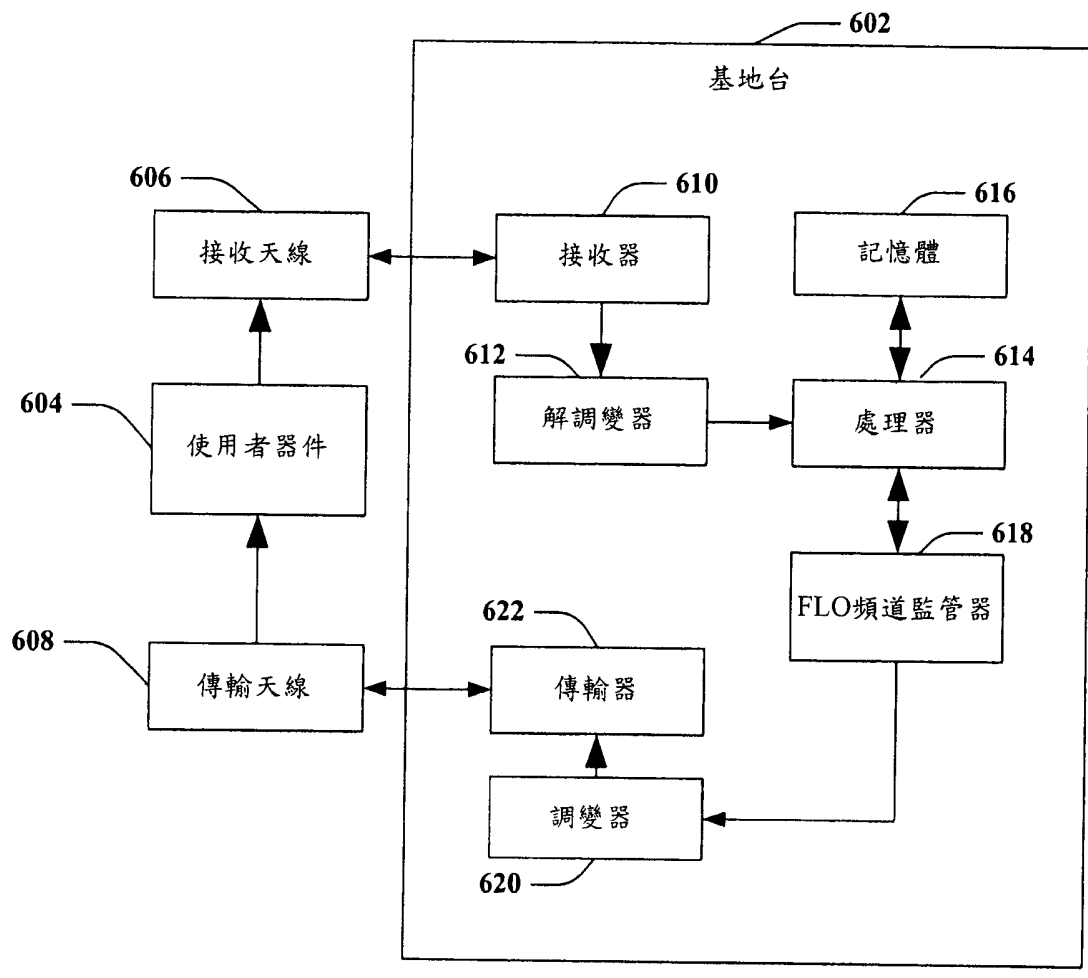 602
基地台
606
接收天線
610
接收器
616
記憶體
604
使用者器件
612
解調變器
614
處理器
618
FLO頻道監管器
608
傳輸天線
622
傳輸器
調變器
620